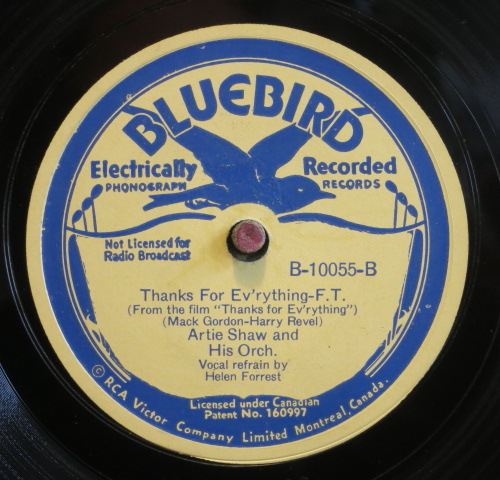 BLUEBIRD
Electrically Recorded
PHONOGRAPH RECORDS
Not Licensed for
Radio Broadcast
B-10055-B
Thanks For Ev'rything-F.T.
(From the film "Thanks for Ev'rything")
(Mack Gordon-Harry Revel)
Artie Shaw and
His Orch.
Vocal refrain by
Helen Forrest
Licensed under Canadian
Patent No. 160997
© RCA Victor Company Limited Montreal, Canada.